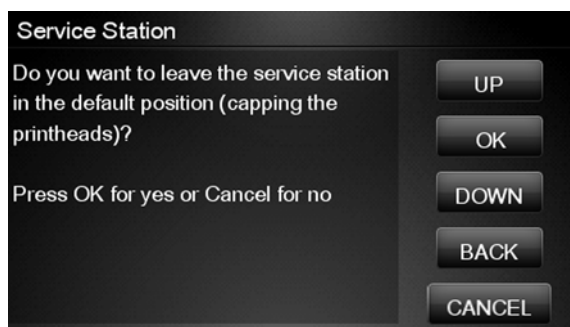 Service Station
Do you want to leave the service station
in the default position (capping the
printheads)?
Press OK for yes or Cancel for no
UP
OK
DOWN
BACK
CANCEL